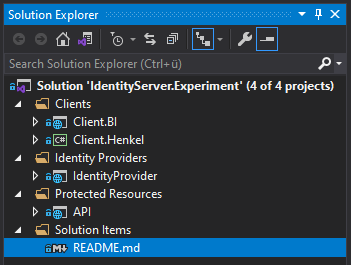 Solution Explorer
Search Solution Explorer (Ctrl+ü)
Solution 'IdentityServer.Experiment' (4 of 4 projects)
Clients
Client.BI
C# Client.Henkel
Identity Providers
IdentityProvider
Protected Resources
API
Solution Items
M README.md